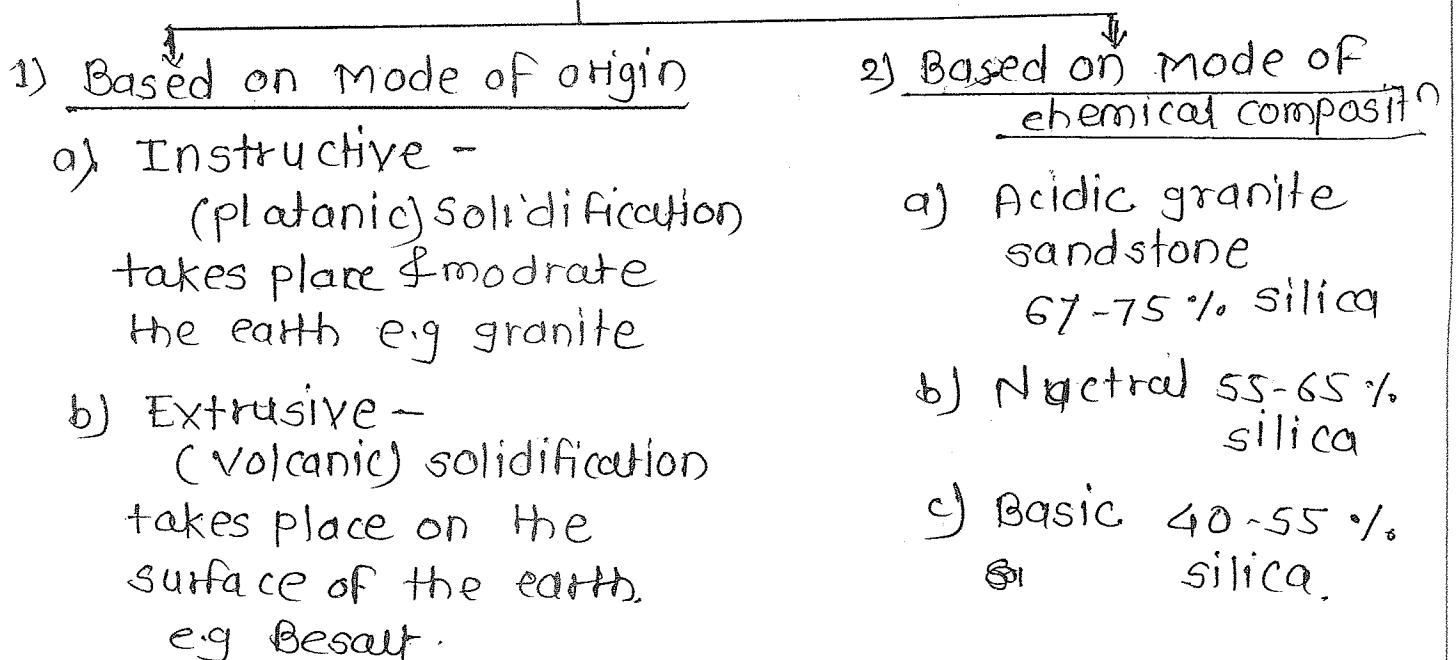 1) Based on mode of origin
a) Instructive -
(platanic) solidification
takes place & modrate
the earth e.g granite
b) Extrusive -
(volcanic) solidification
takes place on the
surface of the earth.
e.g Besalt.
2) Based on mode of
chemical compositn
a) Acidic granite
sandstone
67-75 % silica
b) Nuctral 55-65 %
silica
c) Basic 40-55 %
silica.